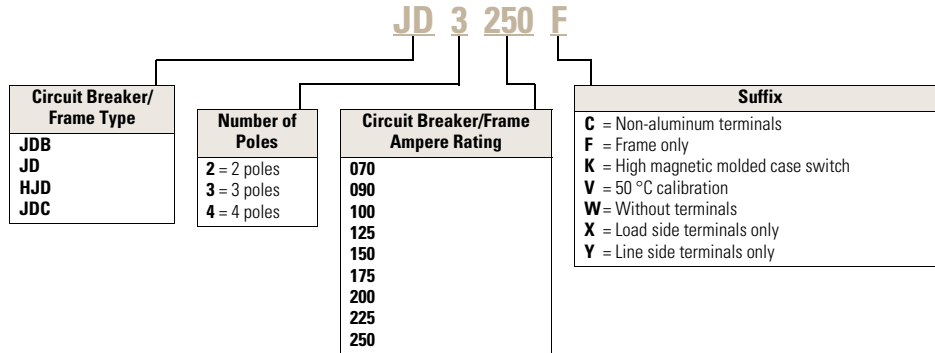 JD 3 250 F
Circuit Breaker/
Frame Type
JDB
JD
HJD
JDC
Number of
Poles
2 = 2 poles
3 = 3 poles
4 = 4 poles
Circuit Breaker/Frame
Ampere Rating
070
090
100
125
150
175
200
225
250
Suffix
C = Non-aluminum terminals
F = Frame only
K = High magnetic molded case switch
V = 50 °C calibration
W = Without terminals
X = Load side terminals only
Y = Line side terminals only